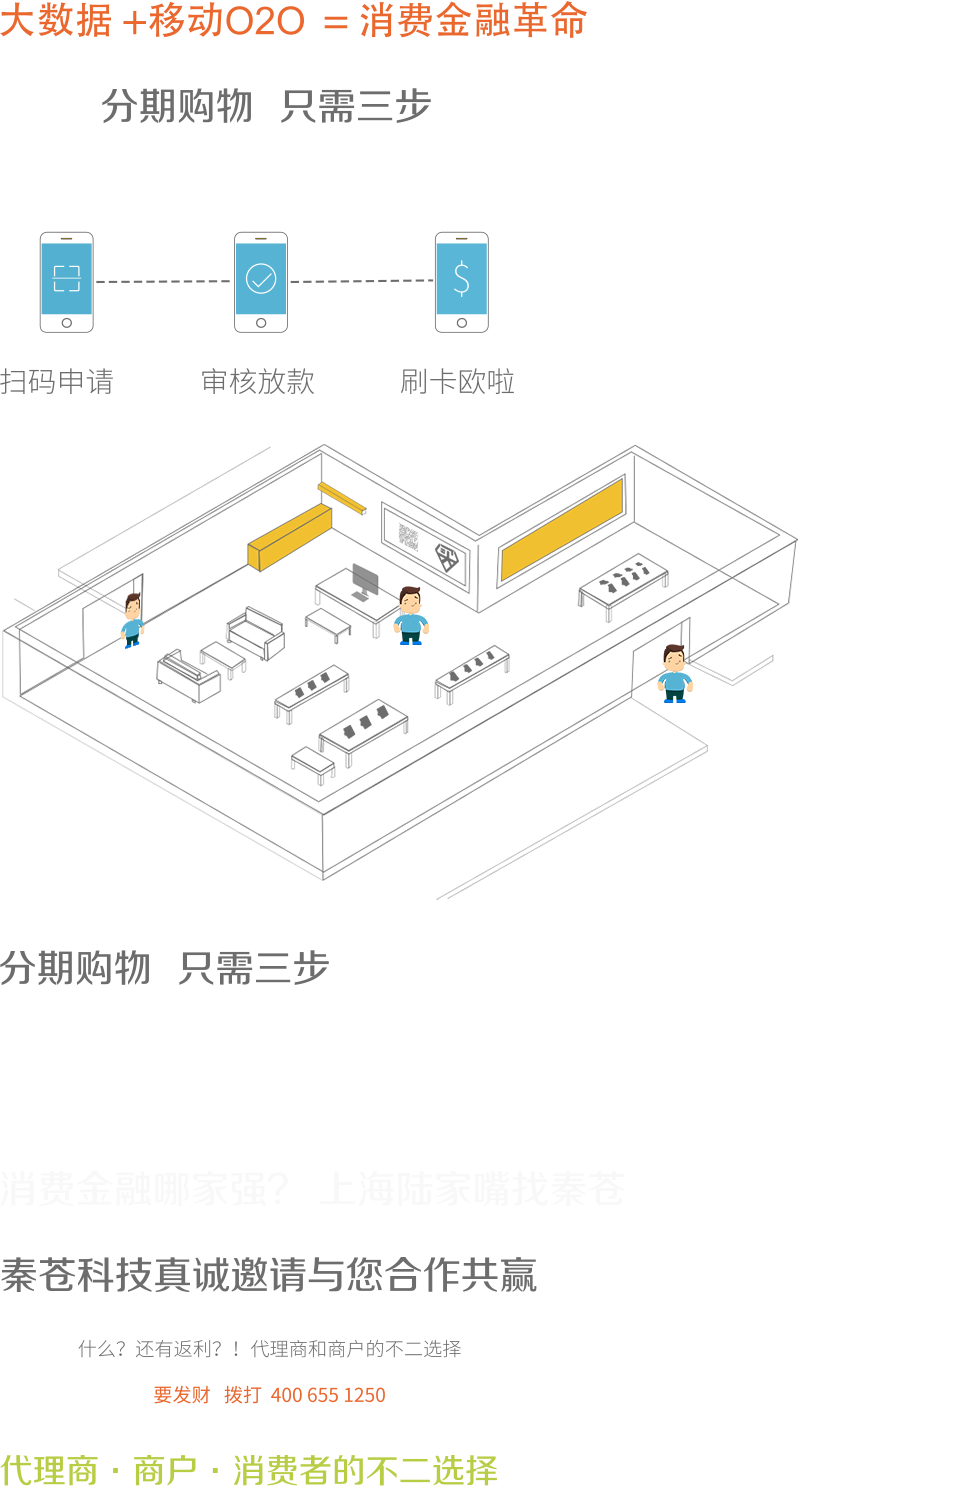 大数据 +移动O2O = 消费金融革命
分期购物 只需三步
扫码申请 审核放款 刷卡欧啦
分期购物 只需三步
消费金融哪家强? 上海陆家嘴找秦苍
秦苍科技真诚邀请与您合作共赢
什么？还有返利？！代理商和商户的不二选择
要发财 拨打 400 655 1250
代理商·商户·消费者的不二选择